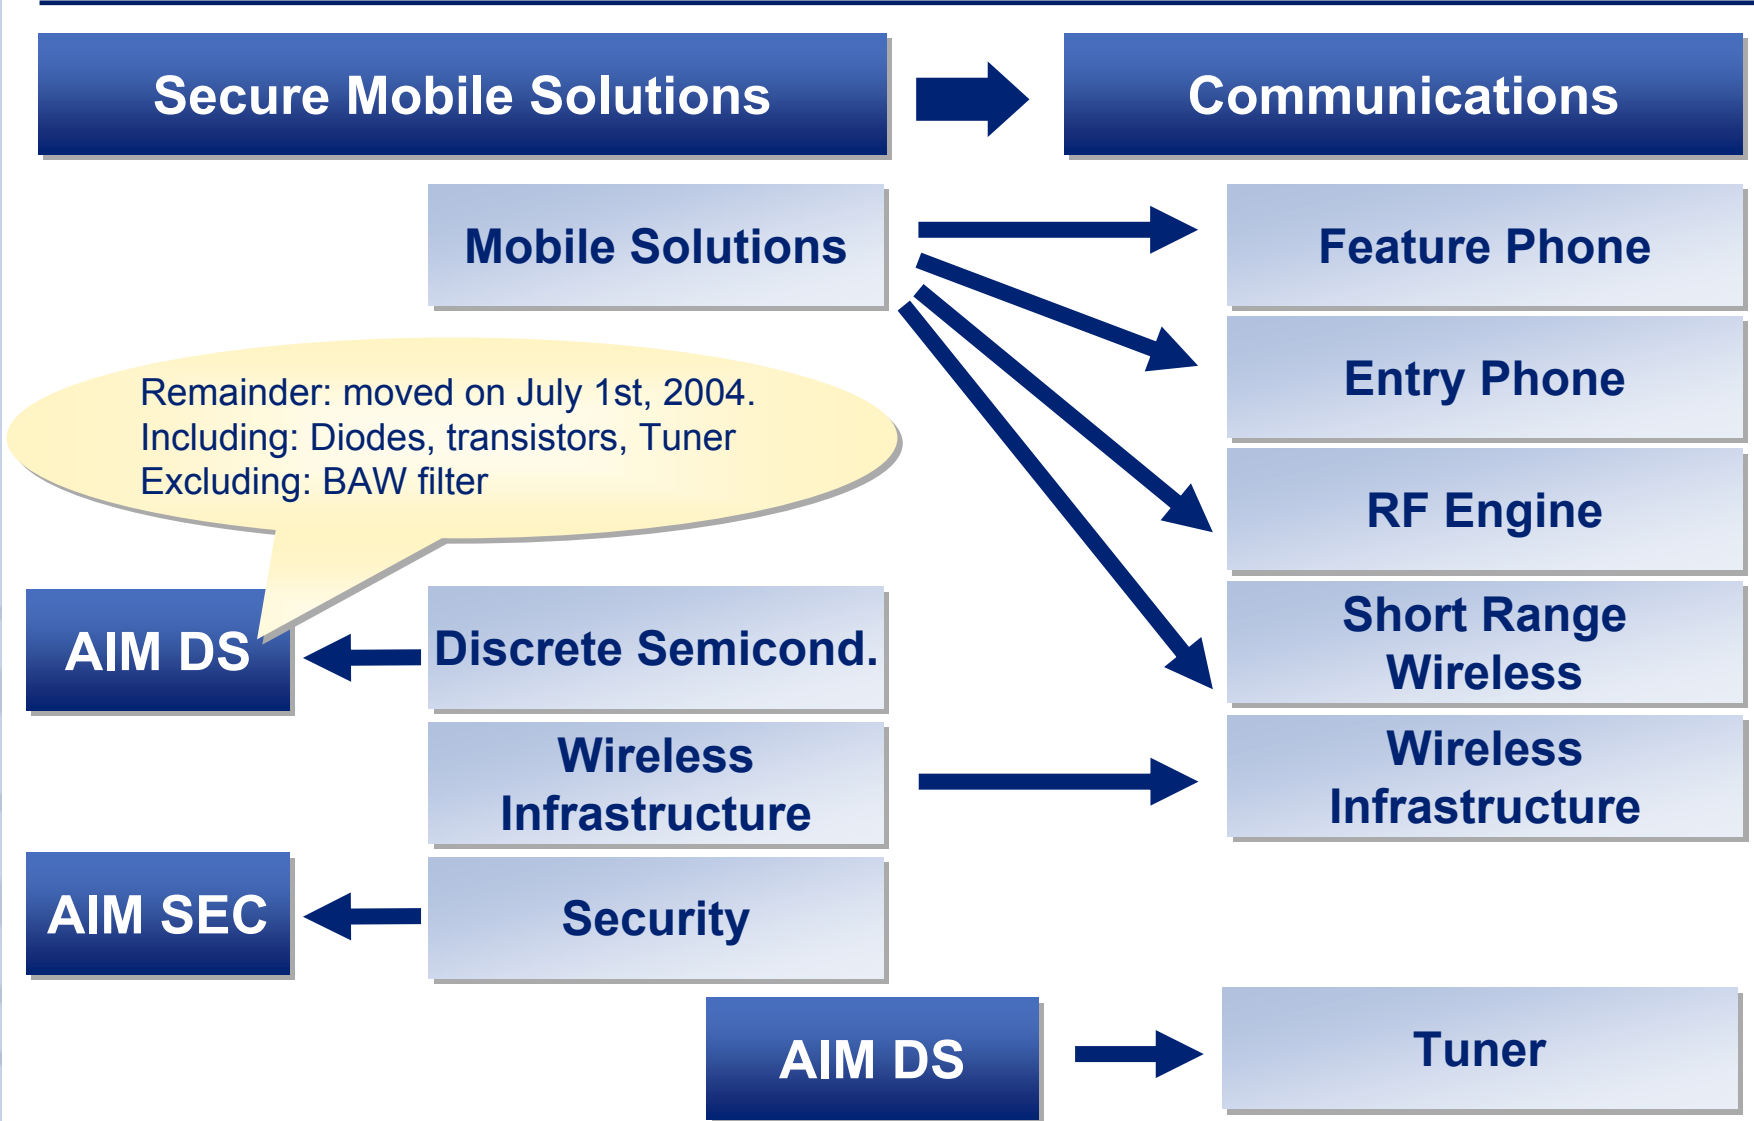 Secure Mobile Solutions
Communications
Mobile Solutions
Feature Phone
Entry Phone
Remainder: moved on July 1st, 2004.
Including: Diodes, transistors, Tuner
Excluding: BAW filter
RF Engine
AIM DS
Discrete Semicond.
Short Range
Wireless
Wireless
Infrastructure
Wireless
Infrastructure
AIM SEC
Security
AIM DS
Tuner